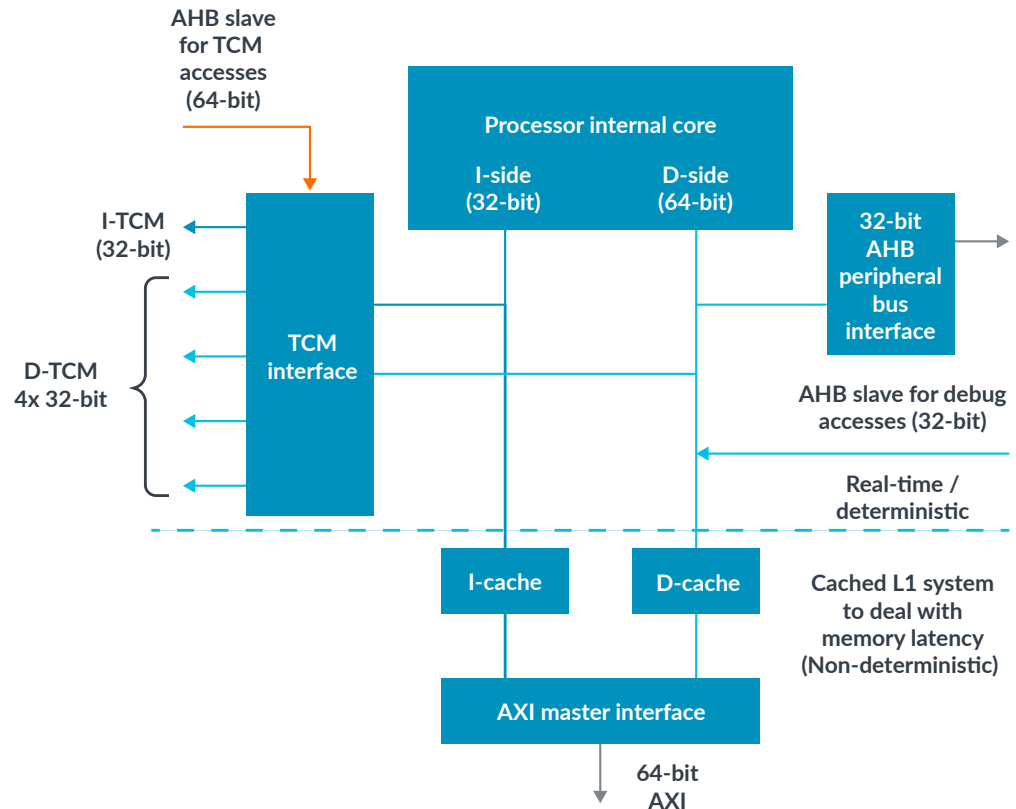 AHB slave
for TCM
accesses
(64-bit)
Processor internal core
I-side
(32-bit)
D-side
(64-bit)
I-TCM
(32-bit)
D-TCM
4x 32-bit
TCM
interface
32-bit
AHB
peripheral
bus
interface
AHB slave for debug
accesses (32-bit)
Real-time /
deterministic
I-cache
D-cache
Cached L1 system
to deal with
memory latency
(Non-deterministic)
AXI master interface
64-bit
AXI